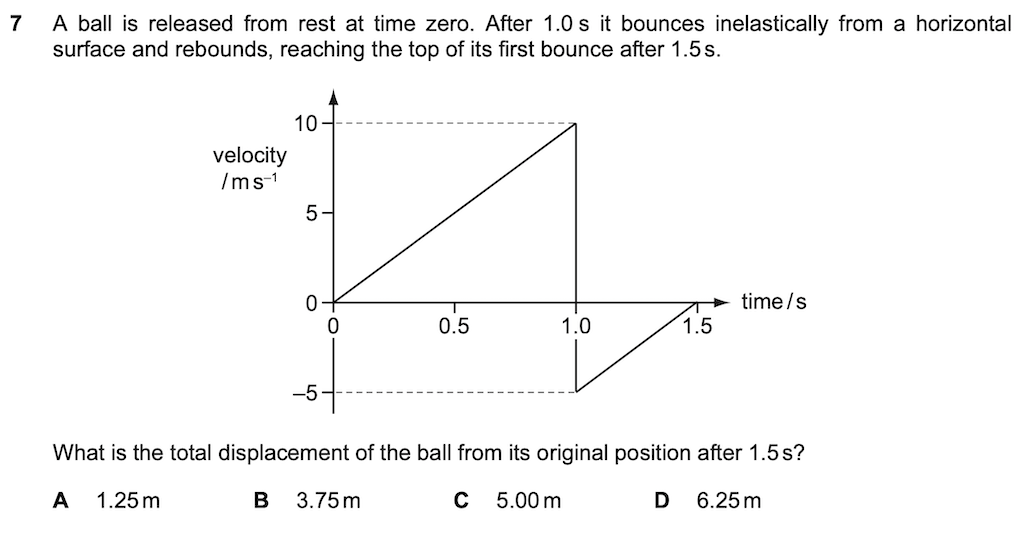 7 A ball is released from rest at time zero. After 1.0 s it bounces inelastically from a horizontal
surface and rebounds, reaching the top of its first bounce after 1.5 s.
10
velocity
/ m s⁻¹
5
0
time / s
0 0.5 1.0 1.5
–5
What is the total displacement of the ball from its original position after 1.5 s?
A 1.25 m B 3.75 m C 5.00 m D 6.25 m